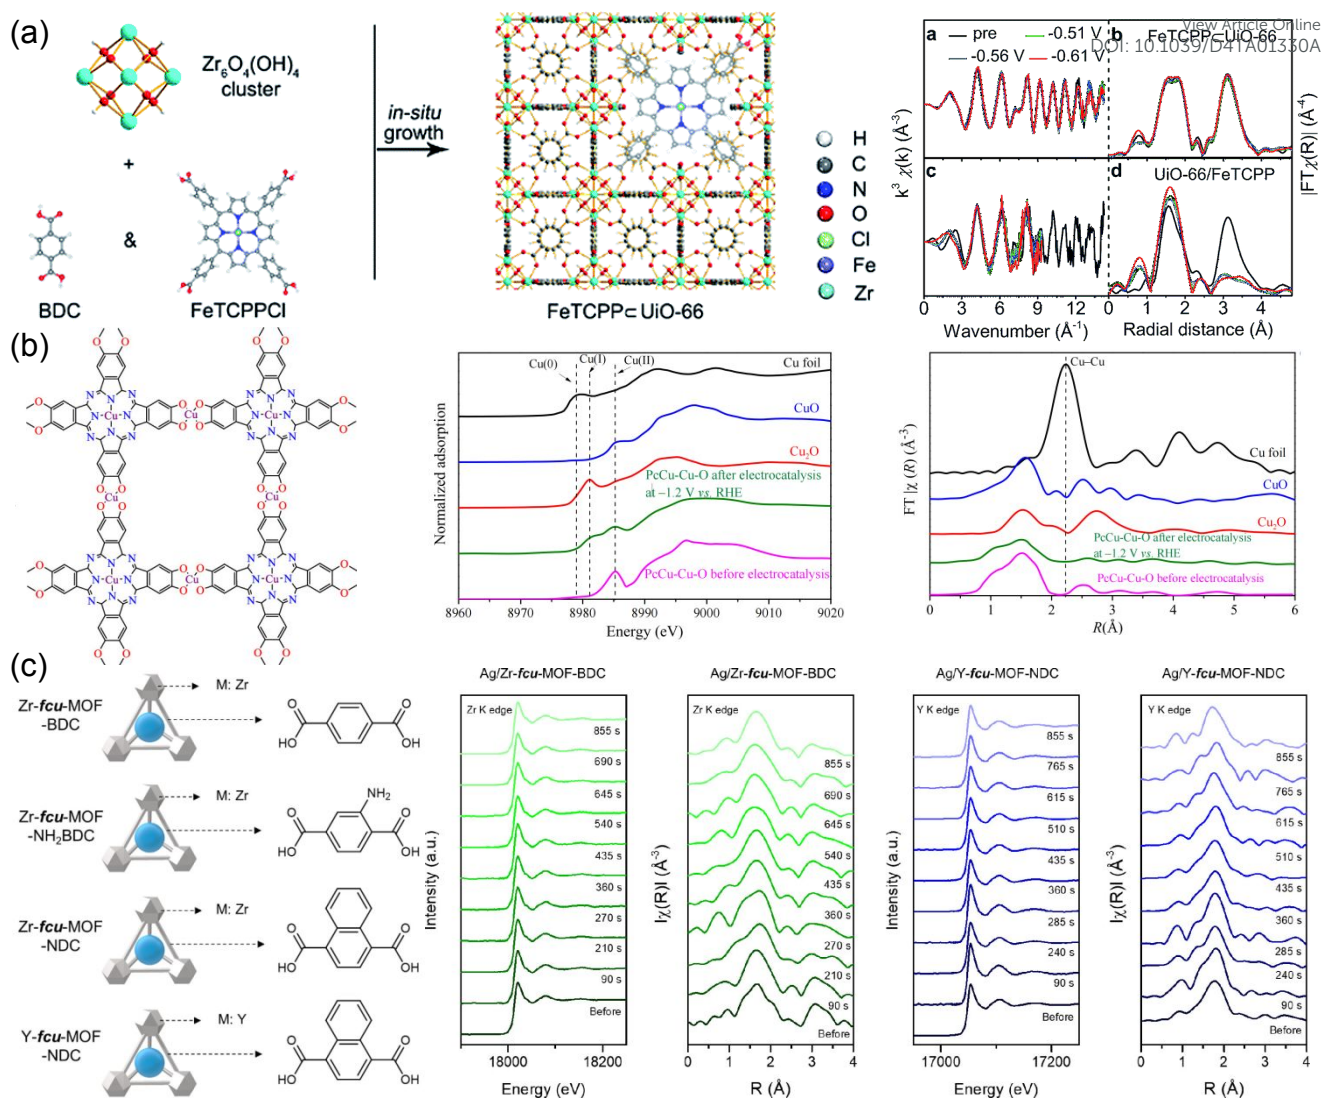 (a)
Zr6O4(OH)4
cluster
+
&
BDC
FeTCPPCl
in-situ
growth
FeTCPP⊂UiO-66
H
C
N
O
Cl
Fe
Zr
View Article Online
DOI: 10.1039/D4TA01330A
a
pre
-0.51 V
-0.56 V
-0.61 V
b
FeTCPP⊂UiO-66
c
d
UiO-66/FeTCPP
k³ χ(k) (Å⁻³)
|FTχ(R)| (Å⁻⁴)
0 3 6 9 12
0 1 2 3 4
Wavenumber (Å⁻¹)
Radial distance (Å)
(b)
N N N N
N Cu N
O Cu O
Cu(0)
Cu(I)
Cu(II)
Cu foil
CuO
Cu2O
PcCu-Cu-O after electrocatalysis
at −1.2 V vs. RHE
PcCu-Cu-O before electrocatalysis
Normalized adsorption
8960 8970 8980 8990 9000 9010 9020
Energy (eV)
Cu–Cu
Cu foil
CuO
Cu2O
PcCu-Cu-O after electrocatalysis
at −1.2 V vs. RHE
PcCu-Cu-O before electrocatalysis
FT |χ (R)| (Å⁻³)
0 1 2 3 4 5 6
R(Å)
(c)
Zr-fcu-MOF
-BDC
M: Zr
O O
HO OH
Zr-fcu-MOF
-NH2BDC
M: Zr
NH2
O O
HO OH
Zr-fcu-MOF
-NDC
M: Zr
O O
HO OH
Y-fcu-MOF
-NDC
M: Y
O O
HO OH
Ag/Zr-fcu-MOF-BDC
Zr K edge
855 s
690 s
645 s
540 s
435 s
360 s
270 s
210 s
90 s
Before
Intensity (a.u.)
18000 18250
Energy (eV)
Ag/Zr-fcu-MOF-BDC
Zr K edge
855 s
690 s
645 s
540 s
435 s
360 s
270 s
210 s
90 s
Before
Iχ(R)I (Å⁻³)
0 1 2 3 4
R (Å)
Ag/Y-fcu-MOF-NDC
Y K edge
855 s
765 s
615 s
510 s
435 s
360 s
285 s
240 s
90 s
Before
Intensity (a.u.)
17000 17250
Energy (eV)
Ag/Y-fcu-MOF-NDC
Y K edge
855 s
765 s
615 s
510 s
435 s
360 s
285 s
240 s
90 s
Before
Iχ(R)I (Å⁻³)
0 1 2 3 4
R (Å)